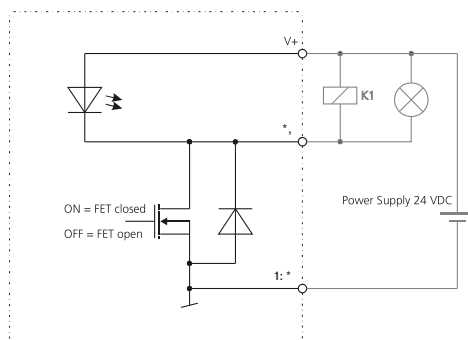 V+
K1
*,
Power Supply 24 VDC
ON = FET closed
OFF = FET open
1: *